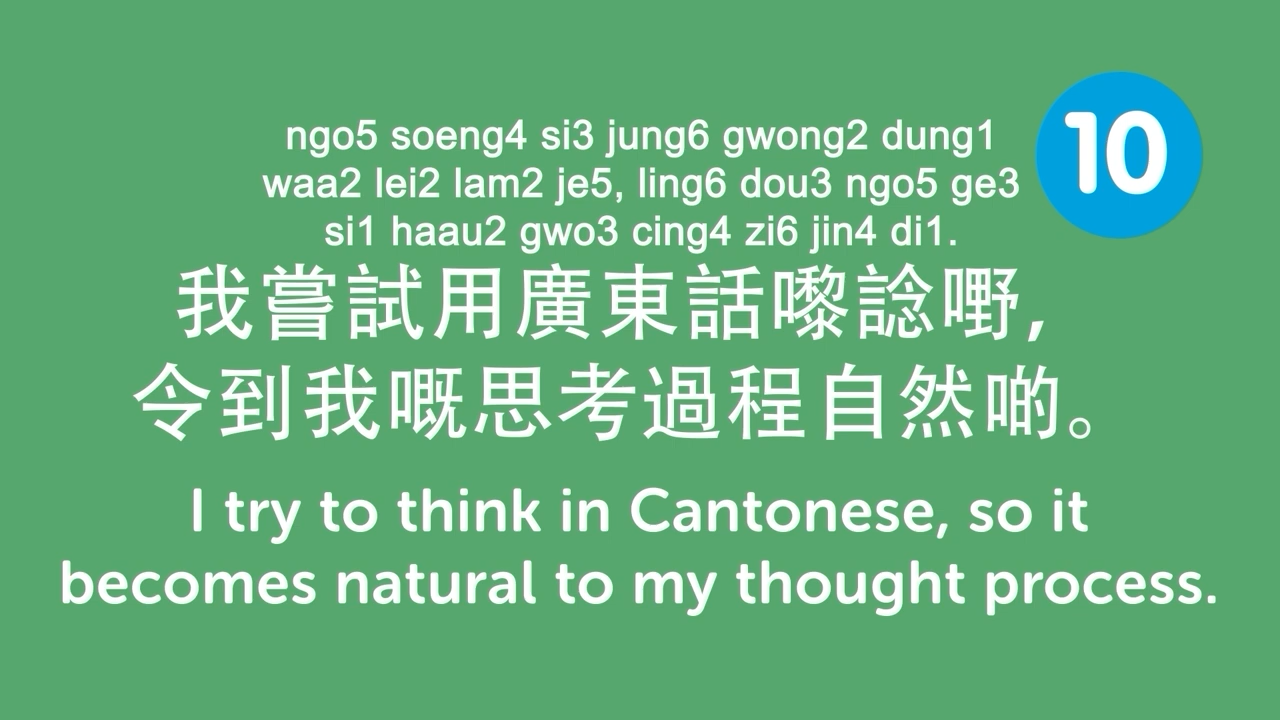 ngo5 soeng4 si3 jung6 gwong2 dung1
waa2 lei2 lam2 je5, ling6 dou3 ngo5 ge3
si1 haau2 gwo3 cing4 zi6 jin4 di1.
10
我嘗試用廣東話嚟諗嘢,
令到我嘅思考過程自然啲。
I try to think in Cantonese, so it
becomes natural to my thought process.